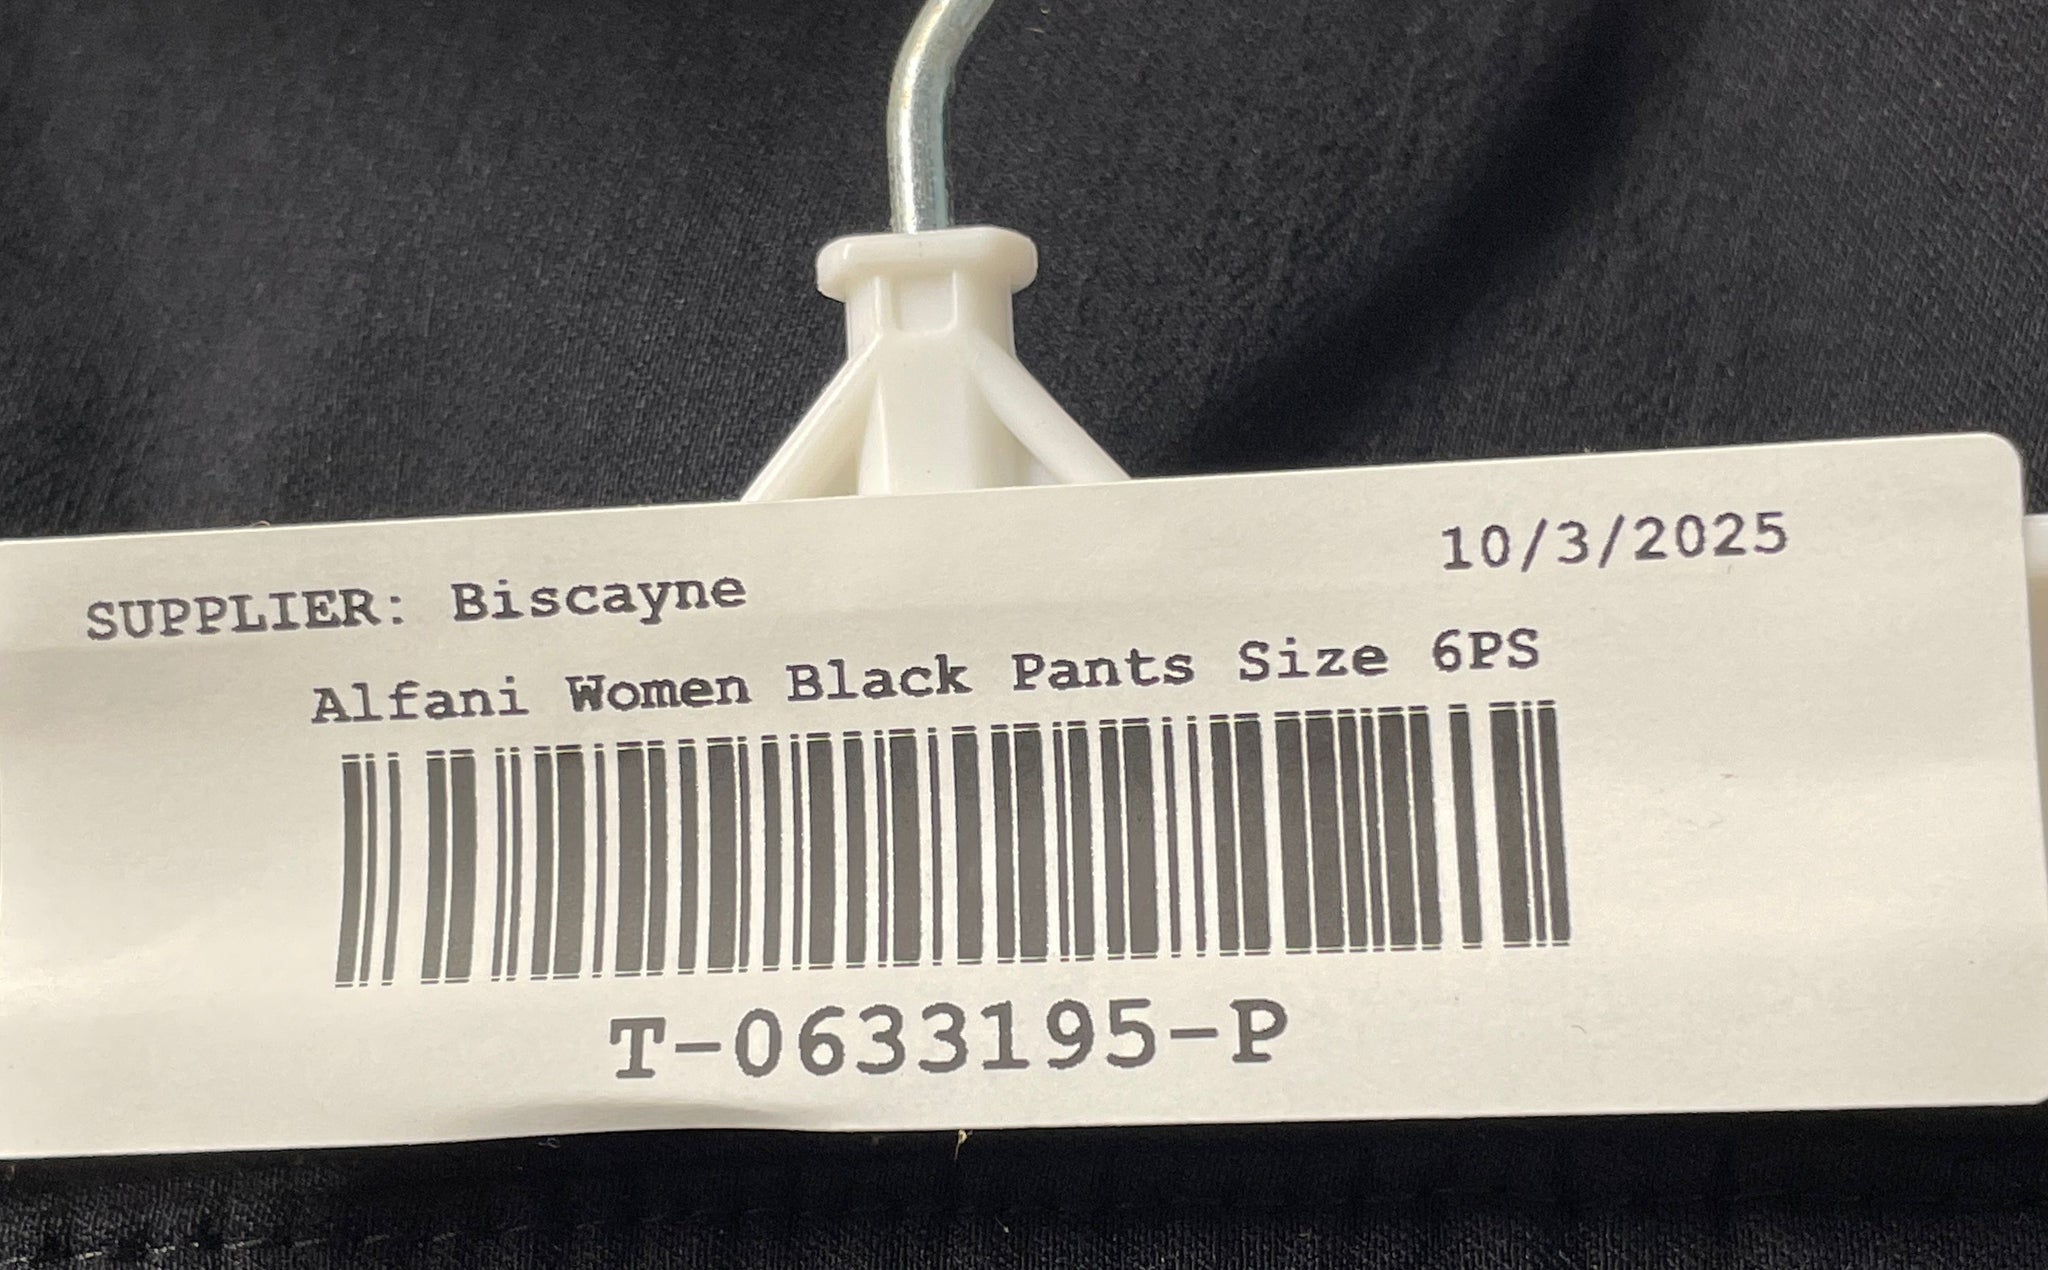 SUPPLIER: Biscayne 10/3/2025
Alfani Women Black Pants Size 6PS
T-0633195-P